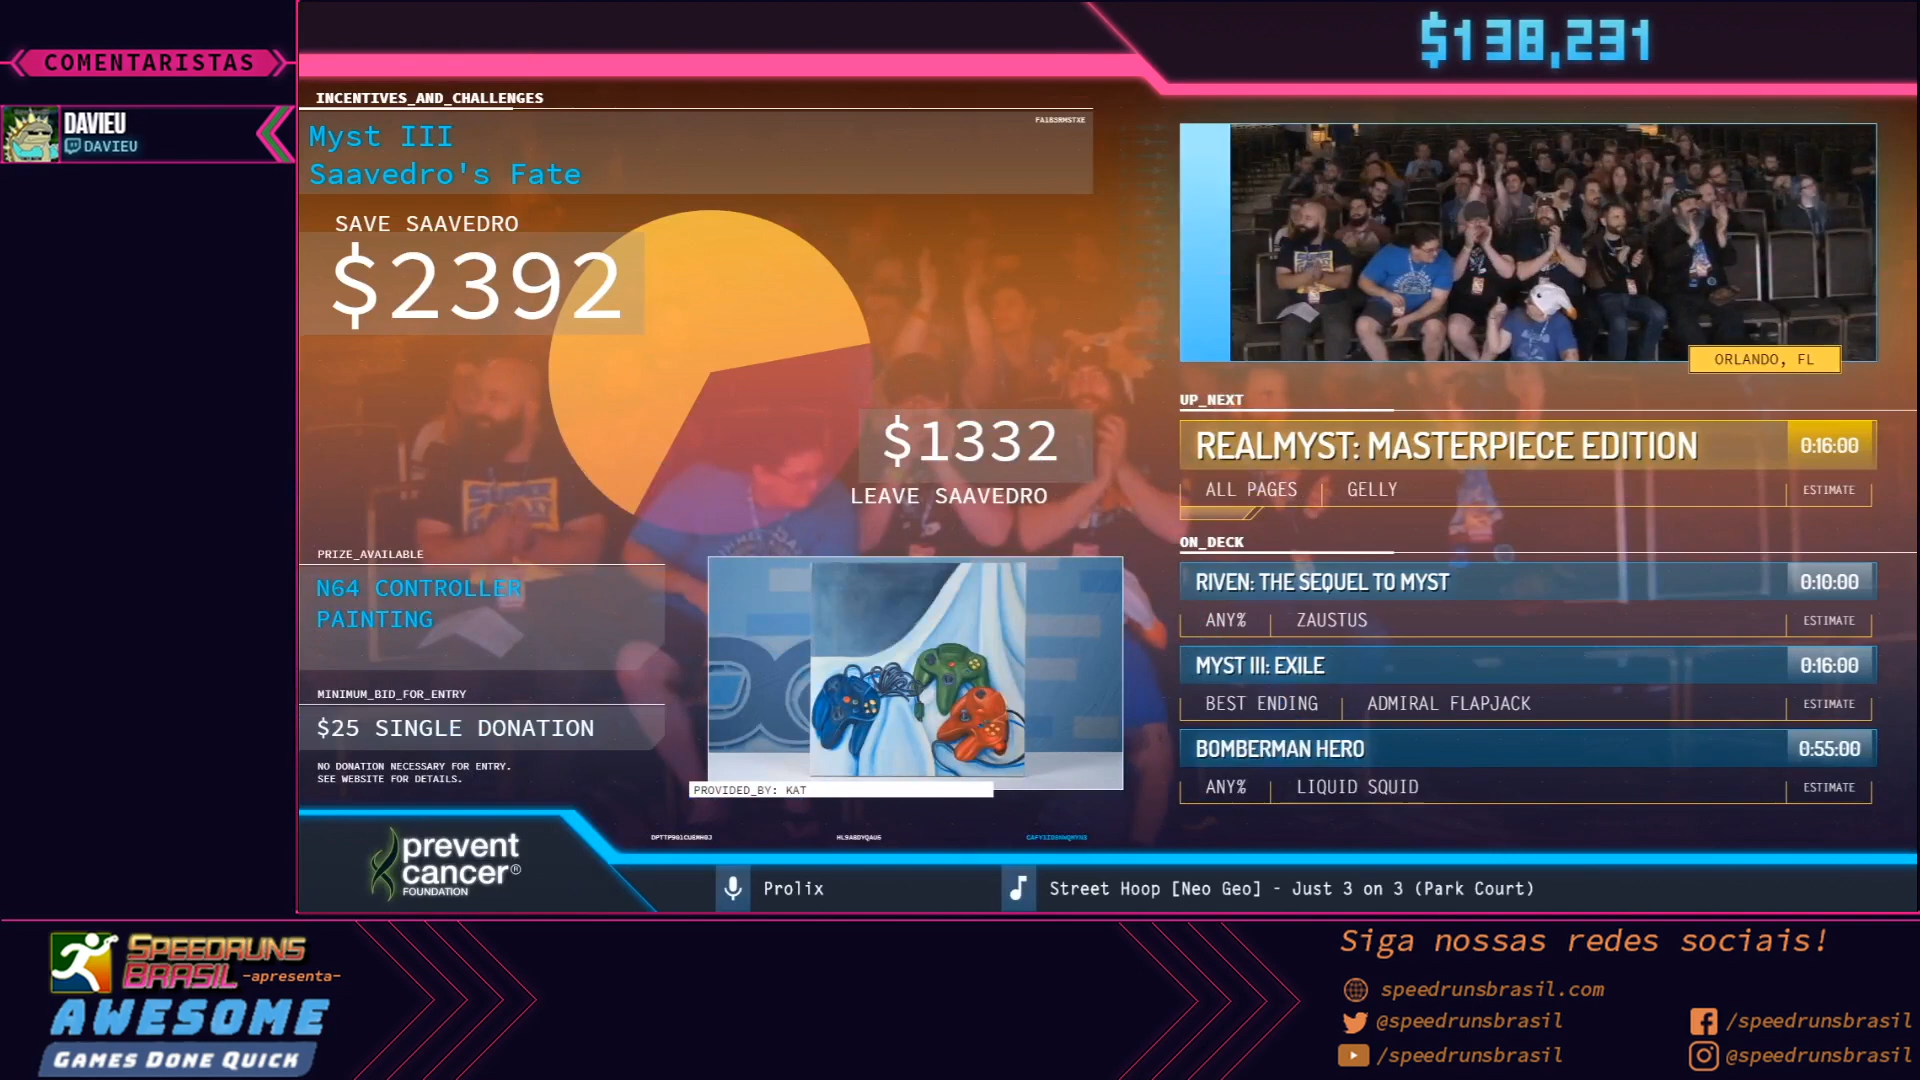 COMENTARISTAS
DAVIEU
DAVIEU
$138,231
INCENTIVES_AND_CHALLENGES
Myst III
Saavedro's Fate
SAVE SAAVEDRO
$2392
$1332
LEAVE SAAVEDRO
PRIZE_AVAILABLE
N64 CONTROLLER
PAINTING
MINIMUM_BID_FOR_ENTRY
$25 SINGLE DONATION
NO DONATION NECESSARY FOR ENTRY.
SEE WEBSITE FOR DETAILS.
PROVIDED_BY: KAT
ORLANDO, FL
UP_NEXT
REALMYST: MASTERPIECE EDITION 0:16:00
ALL PAGES GELLY ESTIMATE
ON_DECK
RIVEN: THE SEQUEL TO MYST 0:10:00
ANY% ZAUSTUS ESTIMATE
MYST III: EXILE 0:16:00
BEST ENDING ADMIRAL FLAPJACK ESTIMATE
BOMBERMAN HERO 0:55:00
ANY% LIQUID SQUID ESTIMATE
prevent
cancer®
FOUNDATION
Prolix
Street Hoop [Neo Geo] - Just 3 on 3 (Park Court)
SPEEDRUNS
BRASIL -apresenta-
AWESOME
GAMES DONE QUICK
Siga nossas redes sociais!
speedrunsbrasil.com
@speedrunsbrasil
/speedrunsbrasil
/speedrunsbrasil
@speedrunsbrasil